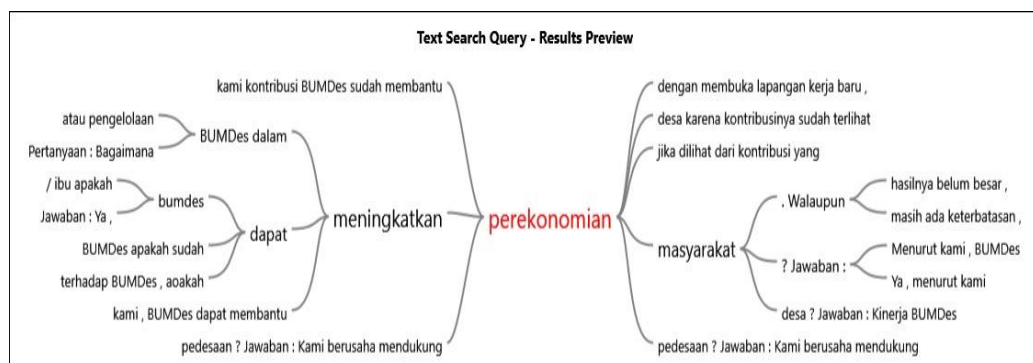 Text Search Query - Results Preview
kami kontribusi BUMDes sudah membantu
atau pengelolaan
Pertanyaan : Bagaimana
BUMDes dalam
/ ibu apakah
Jawaban : Ya ,
bumdes
BUMDes apakah sudah
terhadap BUMDes , aoakah
dapat
kami , BUMDes dapat membantu
meningkatkan
pedesaan ? Jawaban : Kami berusaha mendukung
perekonomian
dengan membuka lapangan kerja baru ,
desa karena kontribusinya sudah terlihat
jika dilihat dari kontribusi yang
masyarakat
. Walaupun
hasilnya belum besar ,
masih ada keterbatasan ,
? Jawaban :
Menurut kami , BUMDes
Ya , menurut kami
desa ? Jawaban : Kinerja BUMDes
pedesaan ? Jawaban : Kami berusaha mendukung